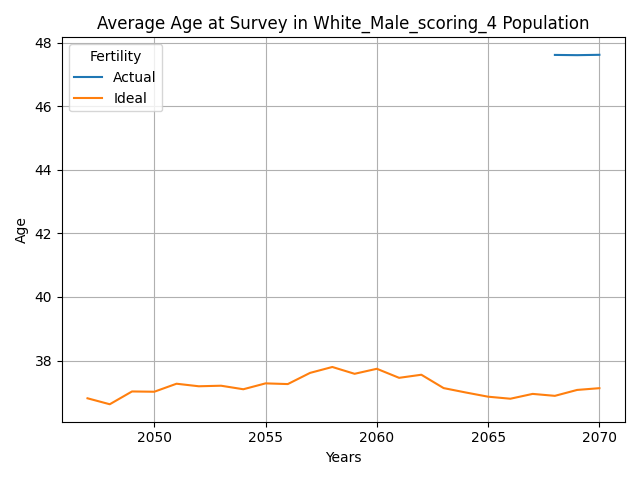 Average Age at Survey in White_Male_scoring_4 Population
Fertility
Actual
Ideal
Age
48
46
44
42
40
38
2050
2055
2060
2065
2070
Years